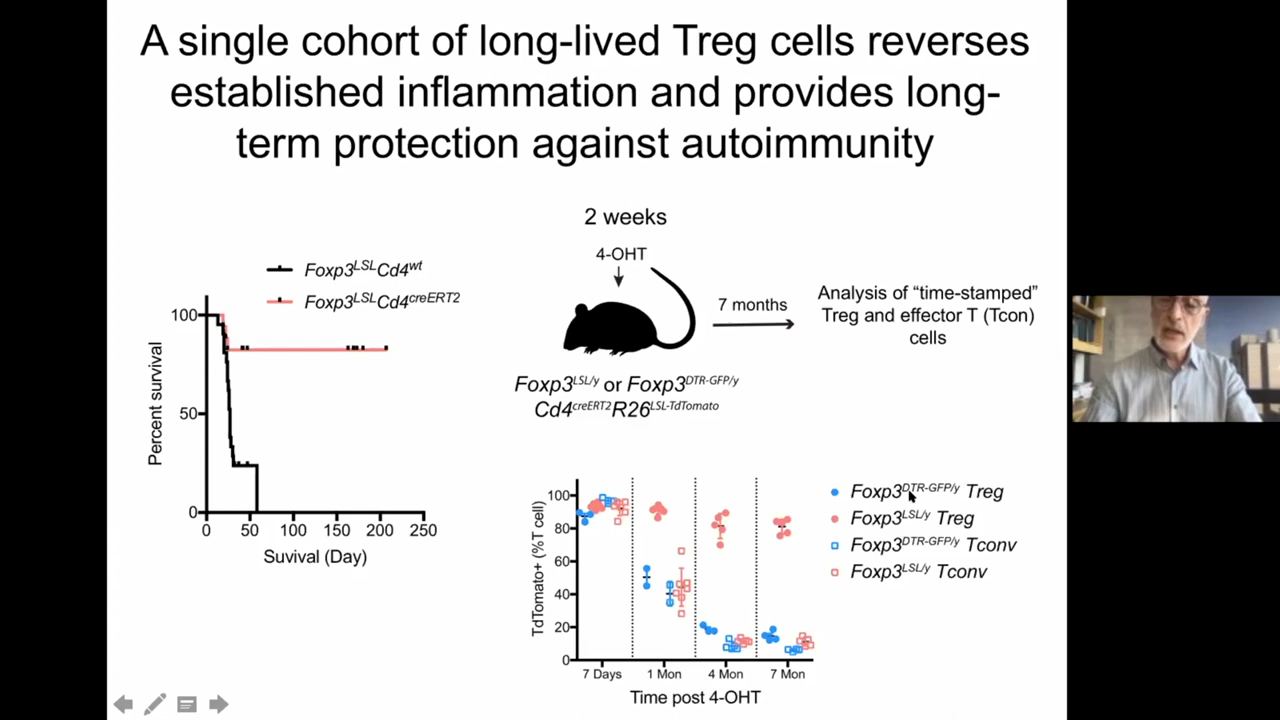 A single cohort of long-lived Treg cells reverses
established inflammation and provides long-
term protection against autoimmunity
Foxp3LSLCd4wt
Foxp3LSLCd4creERT2
100
50
0
Percent survival
0 50 100 150 200 250
Suvival (Day)
2 weeks
4-OHT
7 months
Foxp3LSL/y or Foxp3DTR-GFP/y
Cd4creERT2R26LSL-TdTomato
Analysis of “time-stamped”
Treg and effector T (Tcon)
cells
TdTomato+ (%T cell)
100
80
60
40
20
0
7 Days 1 Mon 4 Mon 7 Mon
Time post 4-OHT
Foxp3DTR-GFP/y Treg
Foxp3LSL/y Treg
Foxp3DTR-GFP/y Tconv
Foxp3LSL/y Tconv